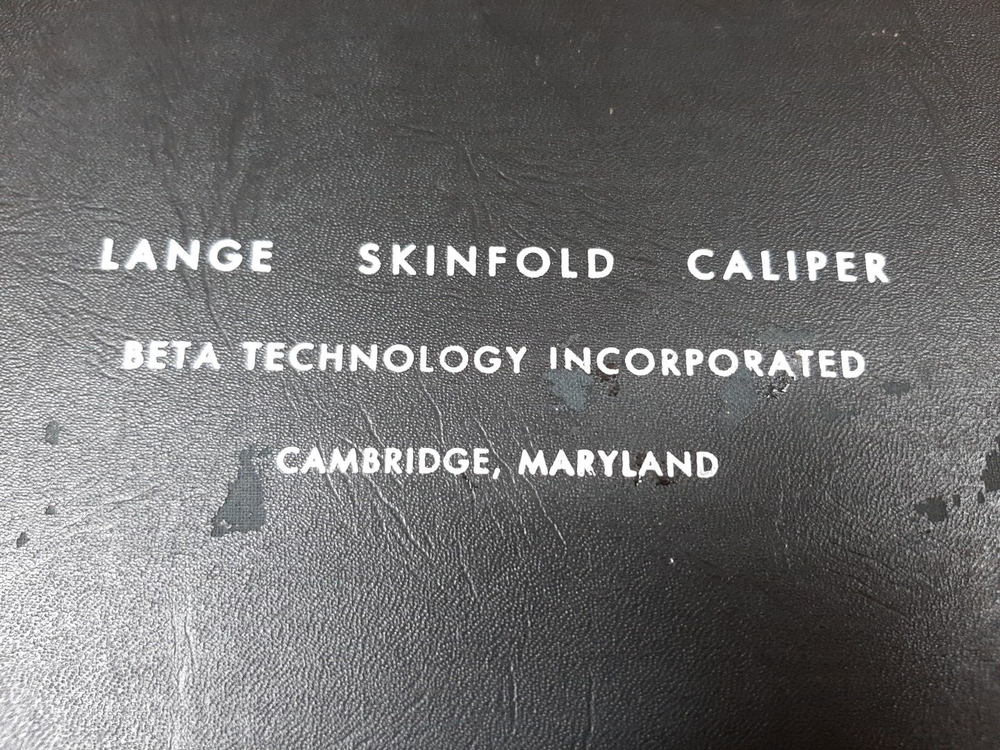 LANGE SKINFOLD CALIPER
BETA TECHNOLOGY INCORPORATED
CAMBRIDGE, MARYLAND